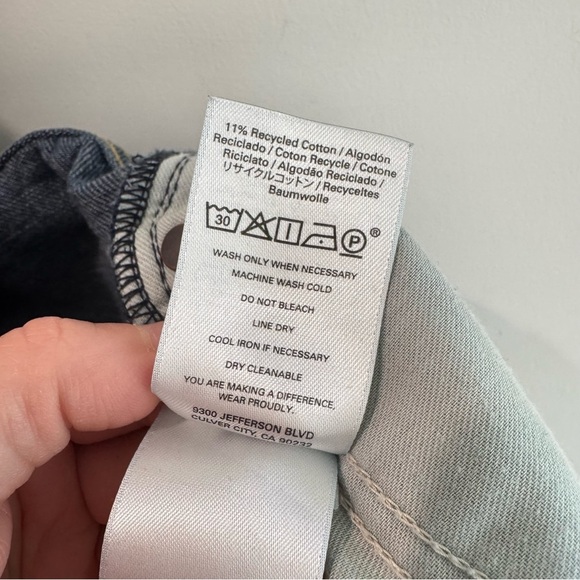 11% Recycled Cotton / Algodón
Reciclado / Coton Recycle / Cotone
Riciclato / Algodão Reciclado /
リサイクルコットン / Recyceltes
Baumwolle
30 P®
WASH ONLY WHEN NECESSARY
MACHINE WASH COLD
DO NOT BLEACH
LINE DRY
COOL IRON IF NECESSARY
DRY CLEANABLE
YOU ARE MAKING A DIFFERENCE,
WEAR PROUDLY.
9300 JEFFERSON BLVD
CULVER CITY, CA 90232